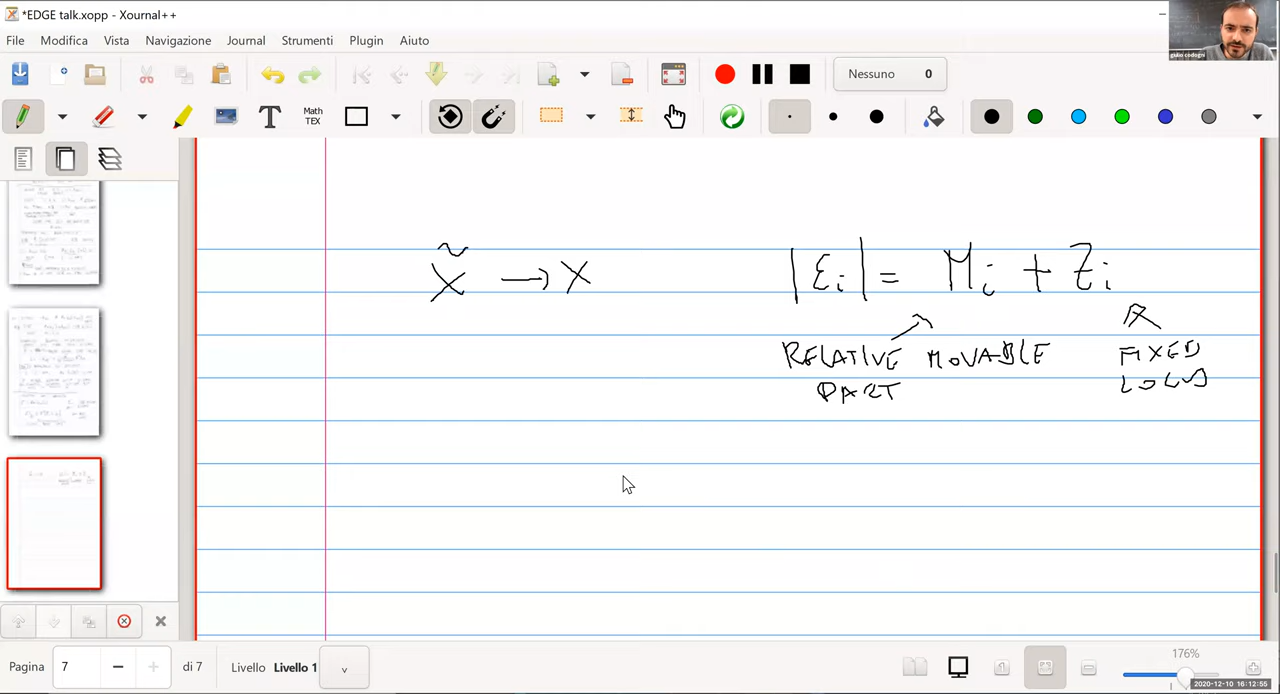 *EDGE talk.xopp - Xournal++
giulio codogni
File Modifica Vista Navigazione Journal Strumenti Plugin Aiuto
Nessuno 0
T Math TEX
X̃ → X |ℰi| = Mi + Zi
RELATIVE MOVABLE FIXED
PART LOCUS
Pagina 7 di 7 Livello Livello 1 176%
2020-12-10 16:12:55